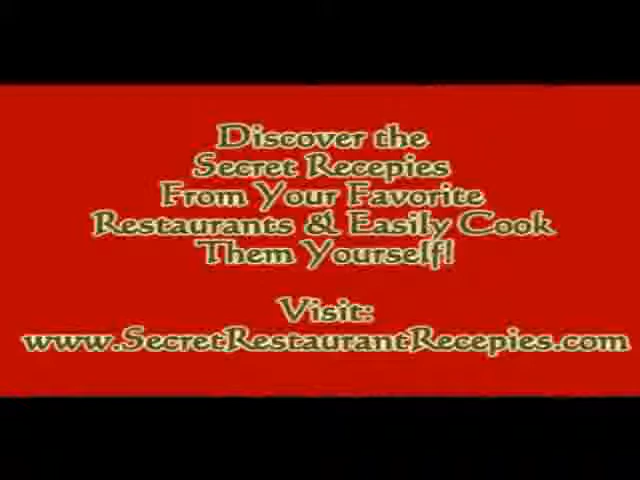 Discover the
Secret Recepies
From Your Favorite
Restaurants & Easily Cook
Them Yourself!
Visit:
www.SecretRestaurantRecepies.com